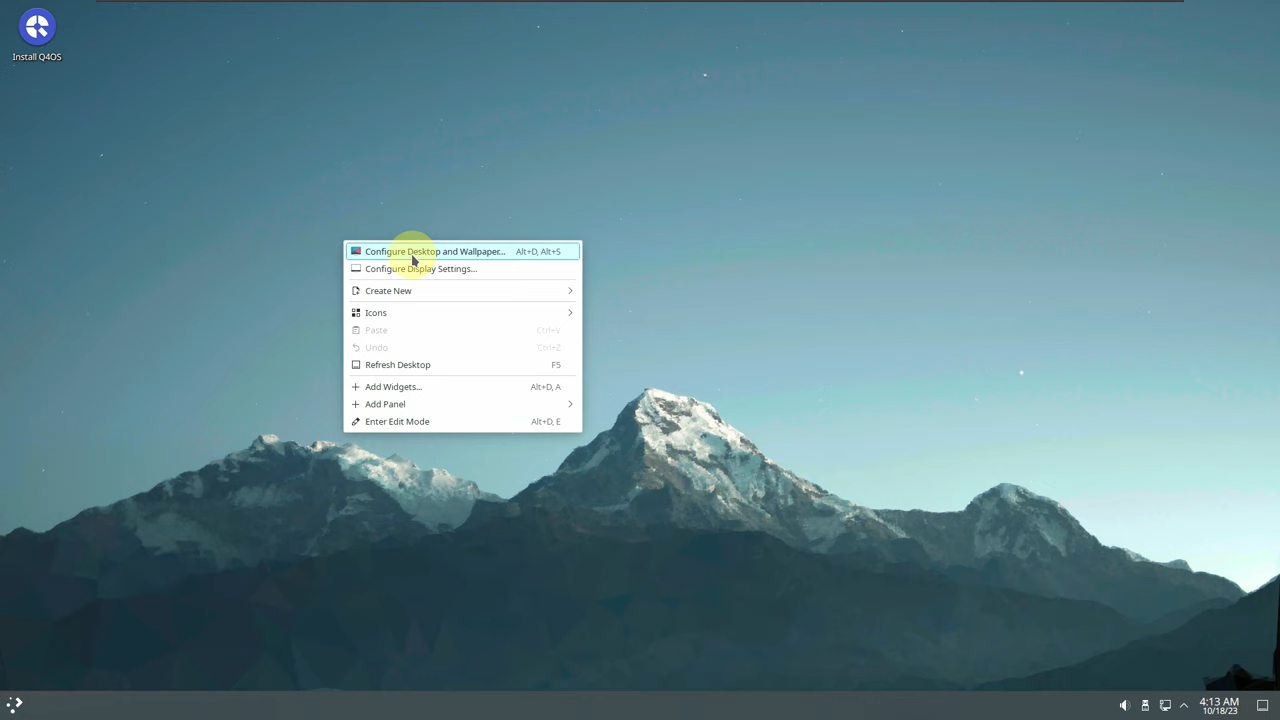 Install Q4OS
Configure Desktop and Wallpaper... Alt+D, Alt+S
Configure Display Settings...
Create New
Icons
Paste Ctrl+V
Undo Ctrl+Z
Refresh Desktop F5
Add Widgets... Alt+D, A
Add Panel
Enter Edit Mode Alt+D, E
4:13 AM
10/18/23